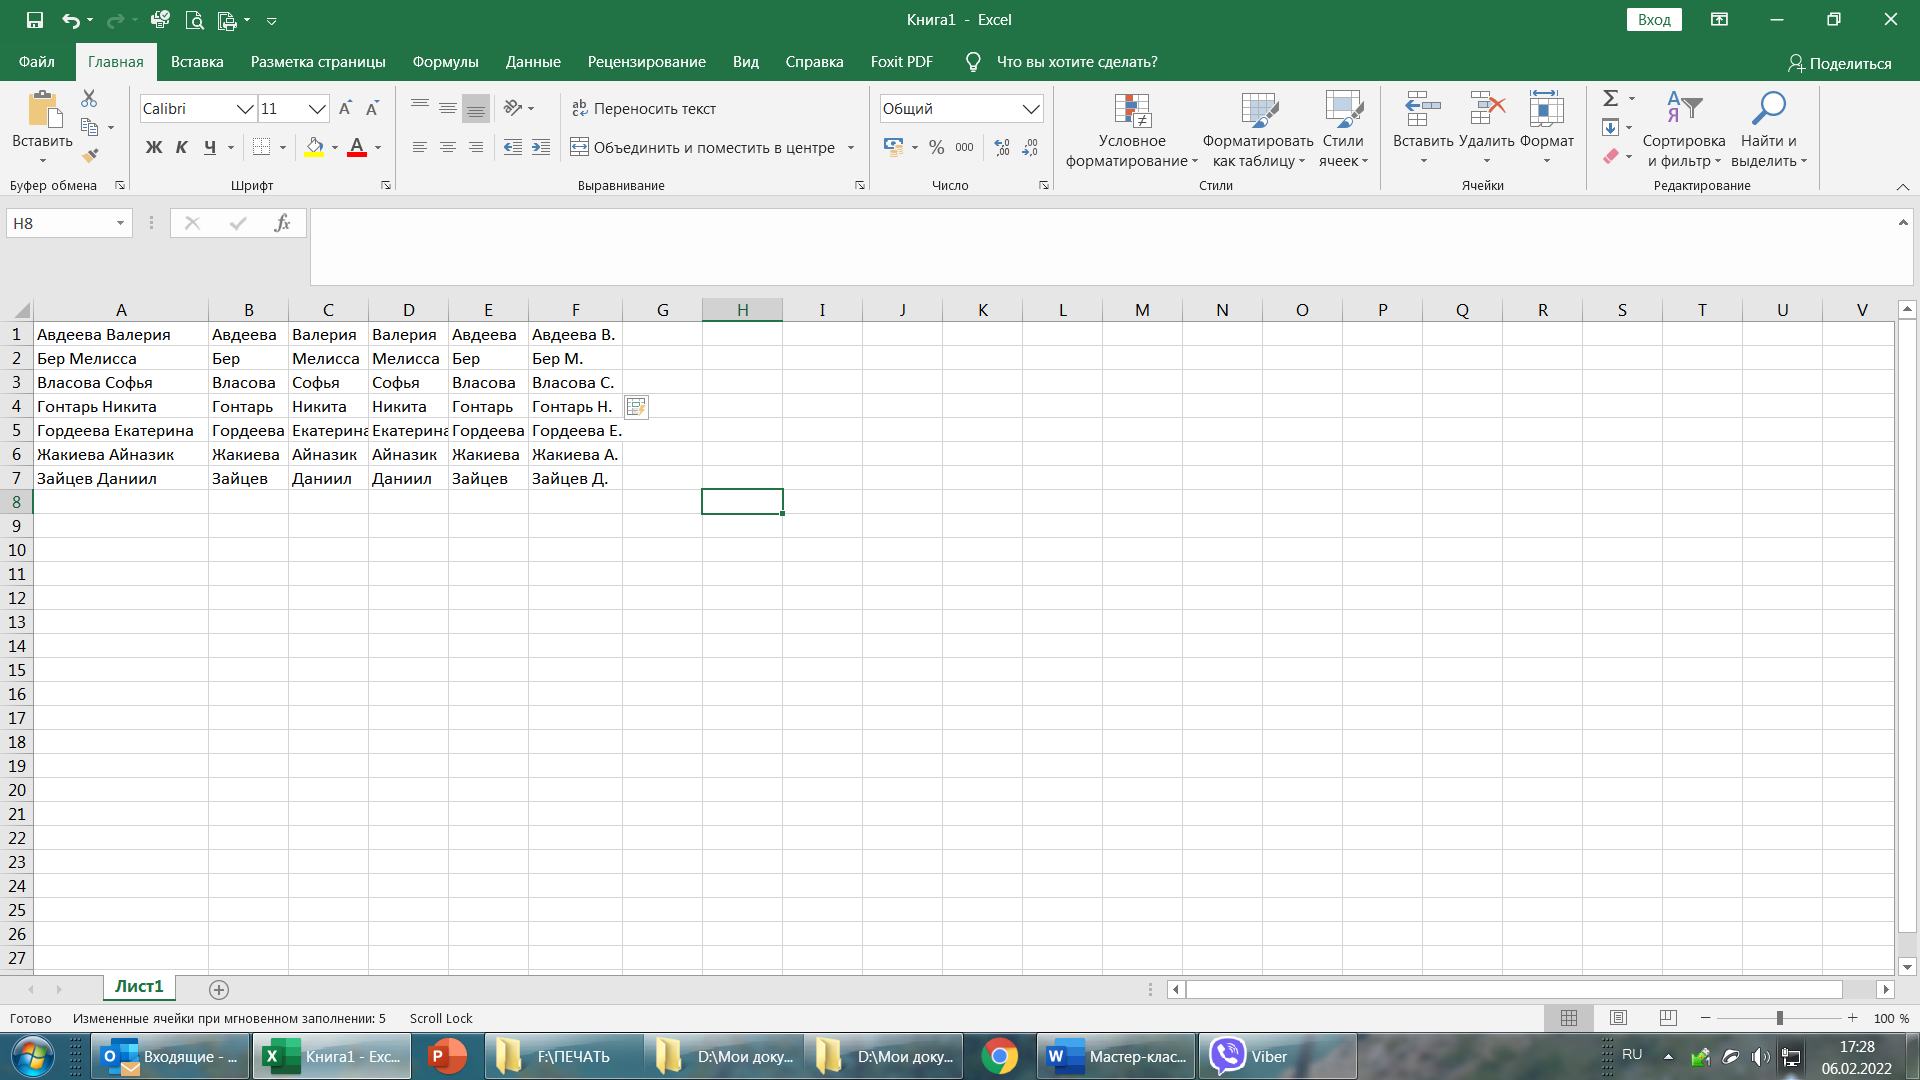 Книга1 - Excel
Вход
Файл Главная Вставка Разметка страницы Формулы Данные Рецензирование Вид Справка Foxit PDF Что вы хотите сделать? Поделиться
Вставить
Буфер обмена
Calibri 11
Ж К Ч А
Шрифт
Переносить текст
Объединить и поместить в центре
Выравнивание
Общий
% 000
Число
Условное форматирование
Форматировать как таблицу
Стили ячеек
Стили
Вставить Удалить Формат
Ячейки
Сортировка и фильтр
Найти и выделить
Редактирование
H8
fx
A B C D E F G H I J K L M N O P Q R S T U V
1 Авдеева Валерия Авдеева Валерия Валерия Авдеева Авдеева В.
2 Бер Мелисса Бер Мелисса Мелисса Бер Бер М.
3 Власова Софья Власова Софья Софья Власова Власова С.
4 Гонтарь Никита Гонтарь Никита Никита Гонтарь Гонтарь Н.
5 Гордеева Екатерина Гордеева Екатерина Екатерина Гордеева Гордеева Е.
6 Жакиева Айназик Жакиева Айназик Айназик Жакиева Жакиева А.
7 Зайцев Даниил Зайцев Даниил Даниил Зайцев Зайцев Д.
8
9
10
11
12
13
14
15
16
17
18
19
20
21
22
23
24
25
26
27
Лист1
Готово Измененные ячейки при мгновенном заполнении: 5 Scroll Lock 100 %
Входящие - ... Книга1 - Exc... F:\ПЕЧАТЬ D:\Мои доку... D:\Мои доку... Мастер-клас... Viber RU 17:28
06.02.2022